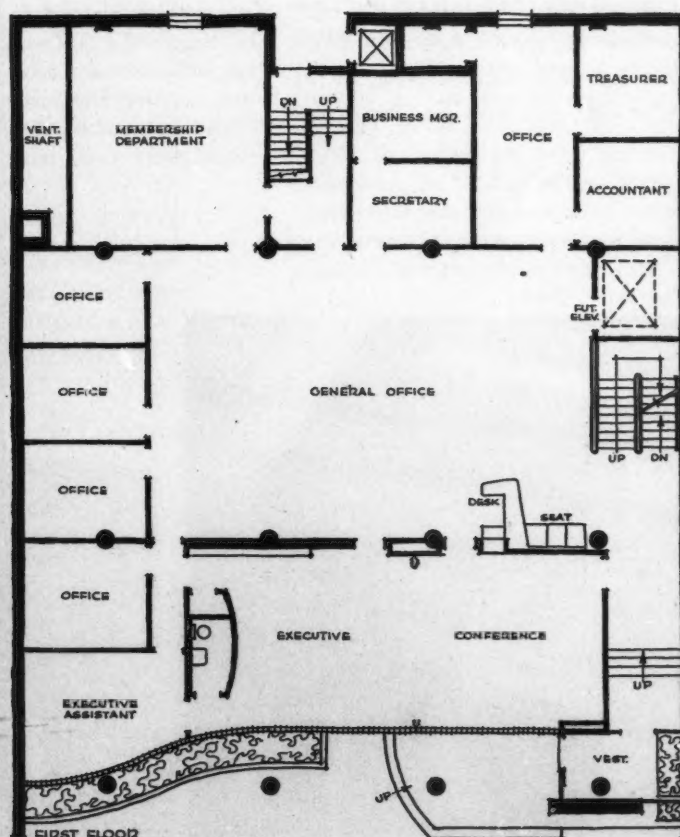 TREASURER
DN
UP
BUSINESS MGR.
VENT.
SHAFT
MEMBERSHIP
DEPARTMENT
OFFICE
SECRETARY
ACCOUNTANT
OFFICE
FUT.
ELEV.
OFFICE
GENERAL OFFICE
UP
DN
OFFICE
DESK
SEAT
OFFICE
EXECUTIVE
CONFERENCE
UP
EXECUTIVE
ASSISTANT
VEST.
UP
FIRST FLOOR